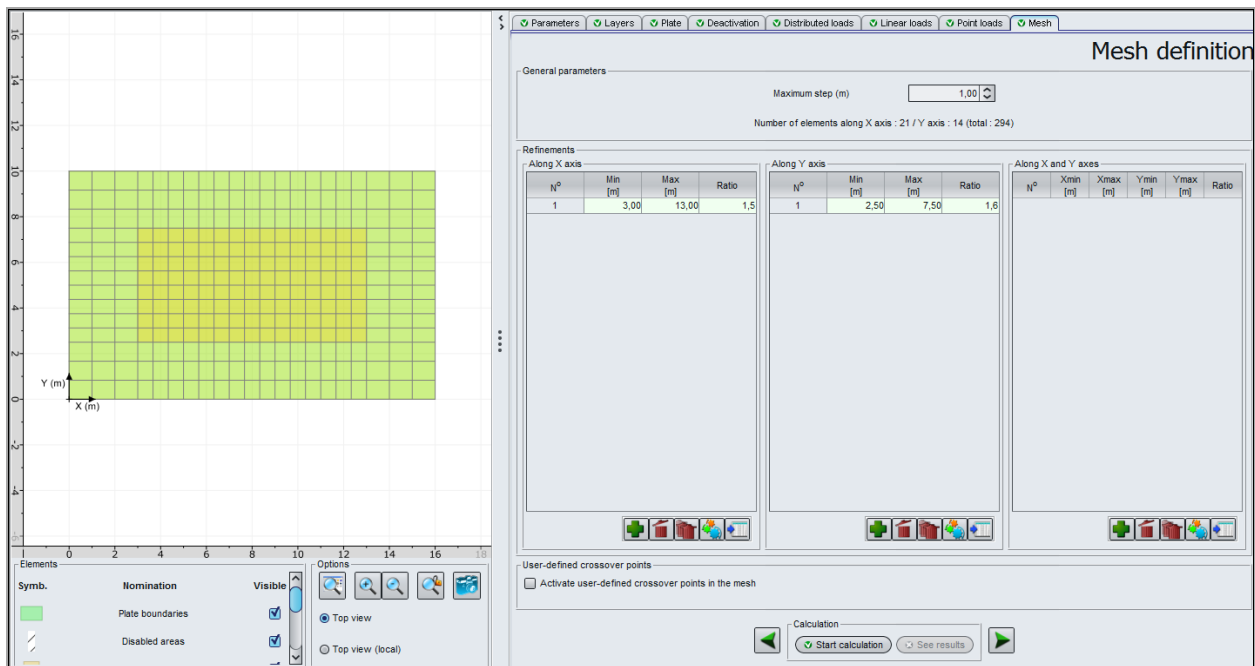 Parameters Layers Plate Deactivation Distributed loads Linear loads Point loads Mesh
Mesh definition
General parameters
Maximum step (m) 1,00
Number of elements along X axis : 21 / Y axis : 14 (total : 294)
Refinements
Along X axis
N° Min [m] Max [m] Ratio
1 3,00 13,00 1,5
Along Y axis
N° Min [m] Max [m] Ratio
1 2,50 7,50 1,6
Along X and Y axes
N° Xmin [m] Xmax [m] Ymin [m] Ymax [m] Ratio
User-defined crossover points
Activate user-defined crossover points in the mesh
Calculation
Start calculation See results
16
14
12
10
8
6
4
2
0
-2
-4
Y (m)
X (m)
0 2 4 6 8 10 12 14 16 18
Elements
Symb. Nomination Visible
Plate boundaries
Disabled areas
Options
Top view
Top view (local)